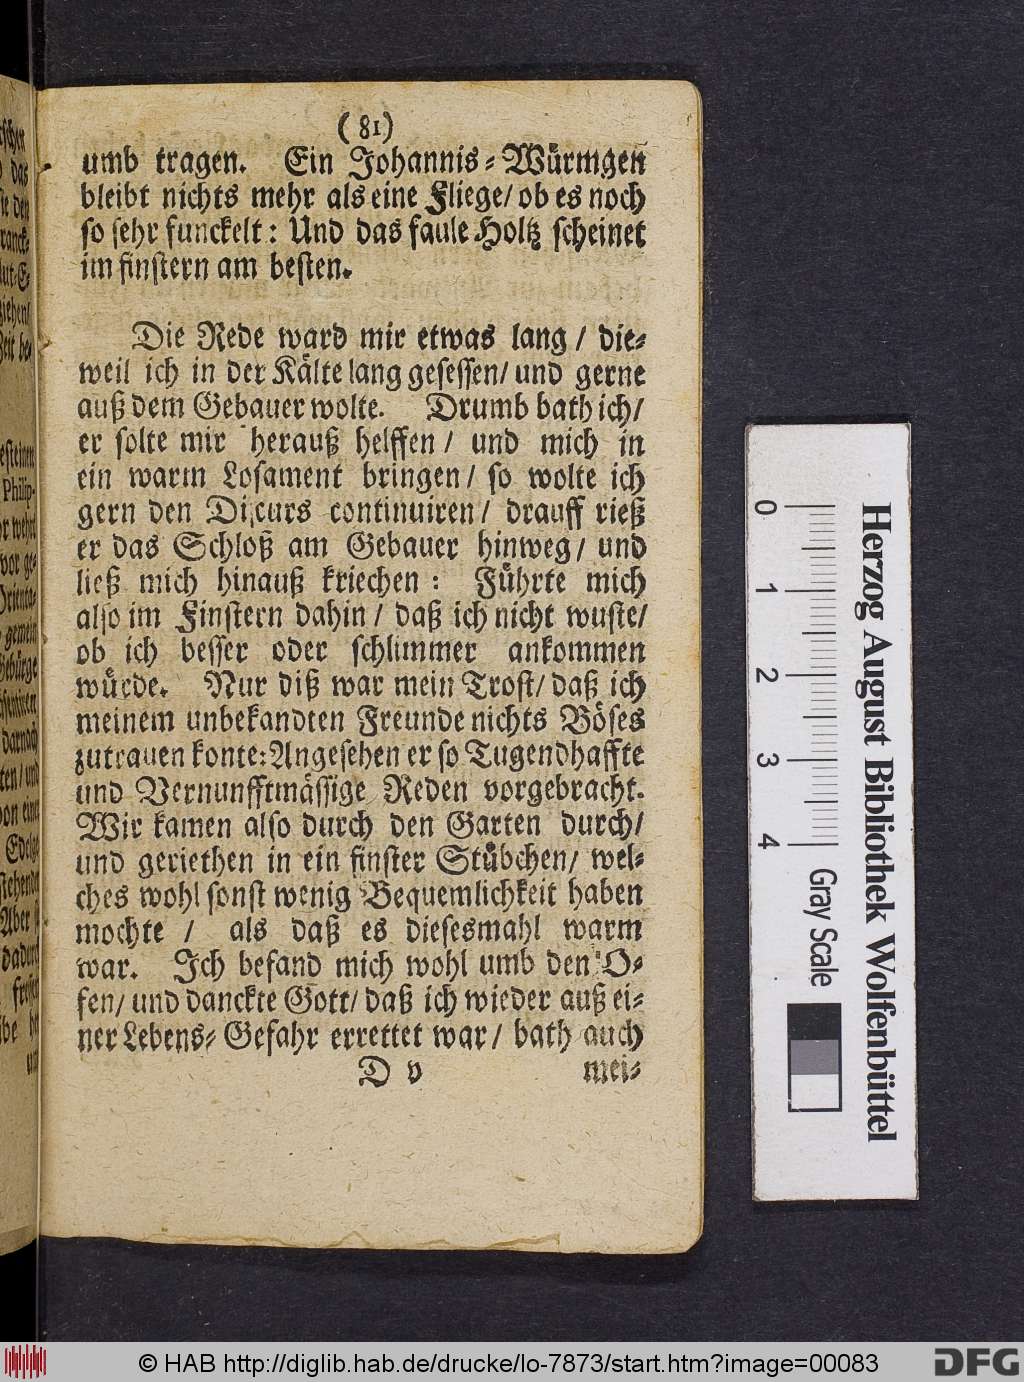 (81)
umb tragen. Ein Johannis-Würmgen
bleibt nichts mehr als eine Fliege/ ob es noch
so sehr funckelt: Und das faule Holtz scheinet
im finstern am besten.
Die Rede ward mir etwas lang / die-
weil ich in der Kälte lang gesessen/ und gerne
auß dem Gebauer wolte. Drumb bath ich/
er solte mir herauß helffen / und mich in
ein warm Losament bringen/ so wolte ich
gern den Discurs continuiren/ drauff rieß
er das Schloß am Gebauer hinweg/ und
ließ mich hinauß kriechen: Führte mich
also im Finstern dahin/ daß ich nicht wuste/
ob ich besser oder schlimmer ankommen
würde. Nur diß war mein Trost/ daß ich
meinem unbekandten Freunde nichts Böses
zutrauen konte: Angesehen er so Tugendhaffte
und Vernunfftmässige Reden vorgebracht.
Wir kamen also durch den Garten durch/
und geriethen in ein finster Stübchen/ wel-
ches wohl sonst wenig Bequemlichkeit haben
mochte / als daß es diesesmahl warm
war. Ich befand mich wohl umb den O-
fen/ und danckte Gott/ daß ich wieder auß ei-
ner Lebens-Gefahr errettet war/ bath auch
D v mei-
0 1 2 3 4
Gray Scale
Herzog August Bibliothek Wolfenbüttel
© HAB http://diglib.hab.de/drucke/lo-7873/start.htm?image=00083
DFG